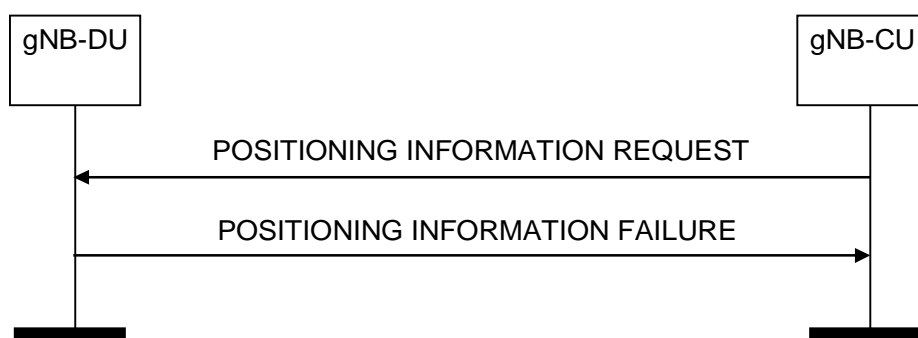 gNB-DU
gNB-CU
POSITIONING INFORMATION REQUEST
POSITIONING INFORMATION FAILURE